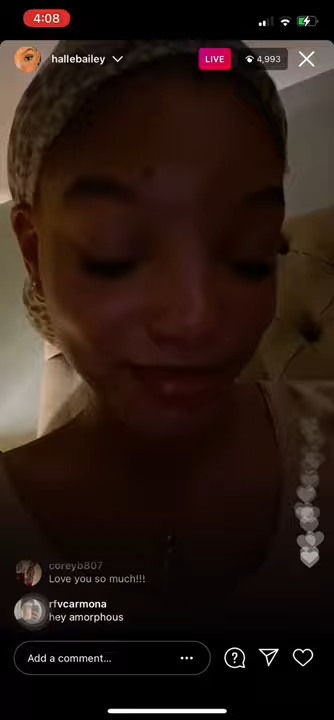 4:08
hallebailey
LIVE
4,993
coreyb807
Love you so much!!!
rfvcarmona
hey amorphous
Add a comment...